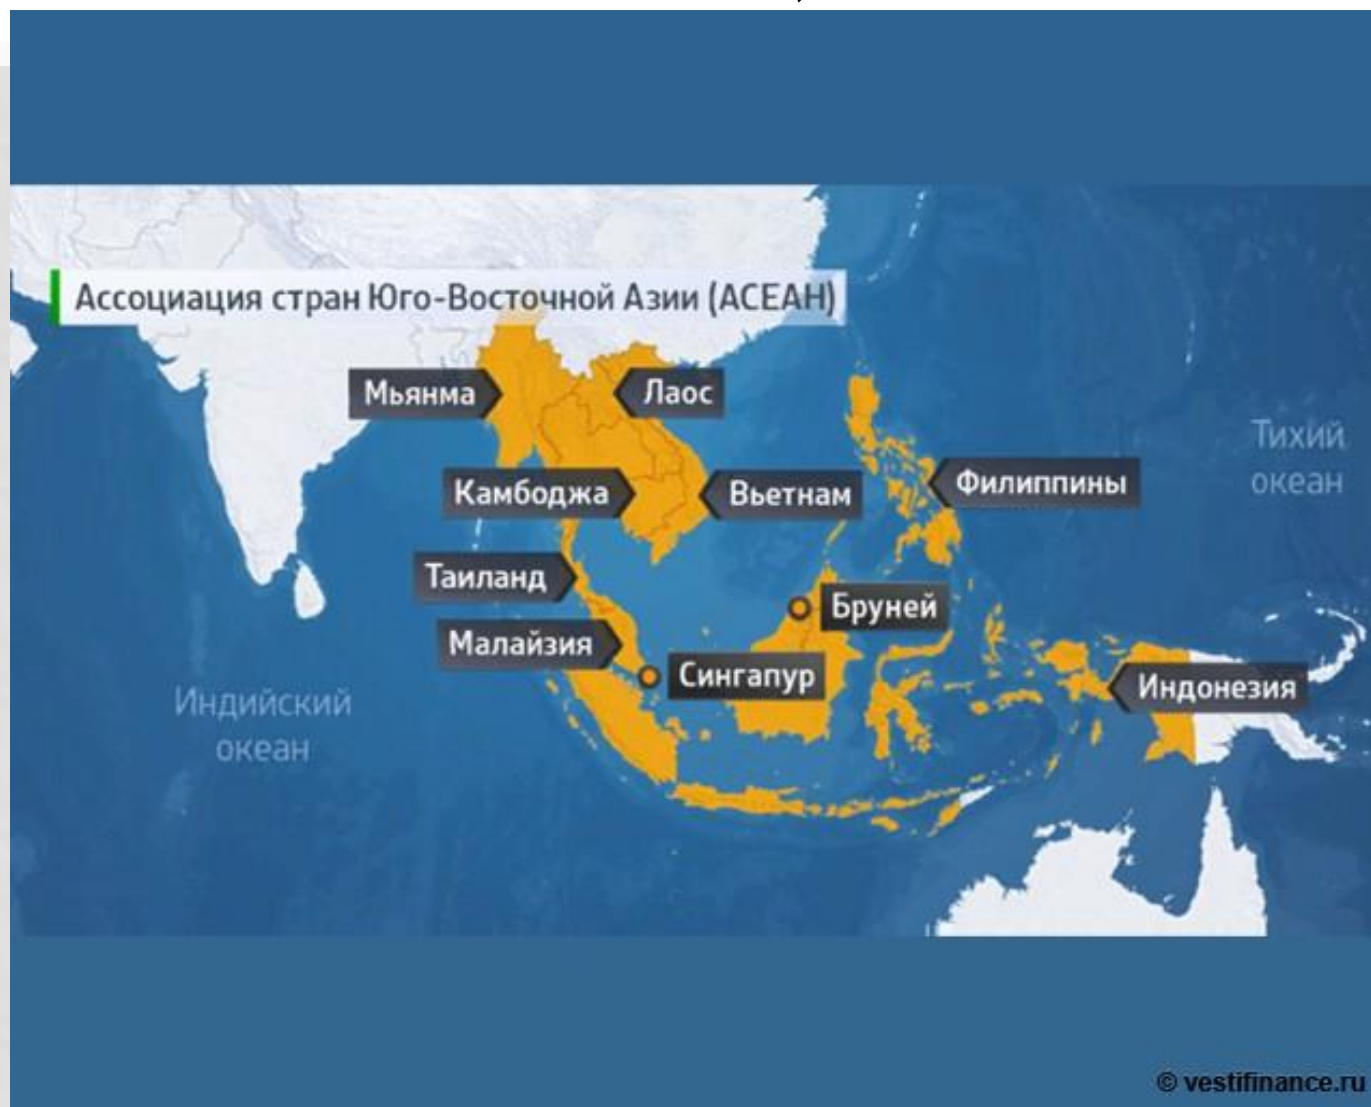 Ассоциация стран Юго-Восточной Азии (АСЕАН)
Мьянма
Лаос
Тихий
океан
Камбоджа
Вьетнам
Филиппины
Таиланд
Бруней
Малайзия
Сингапур
Индонезия
Индийский
океан
© vestifinance.ru